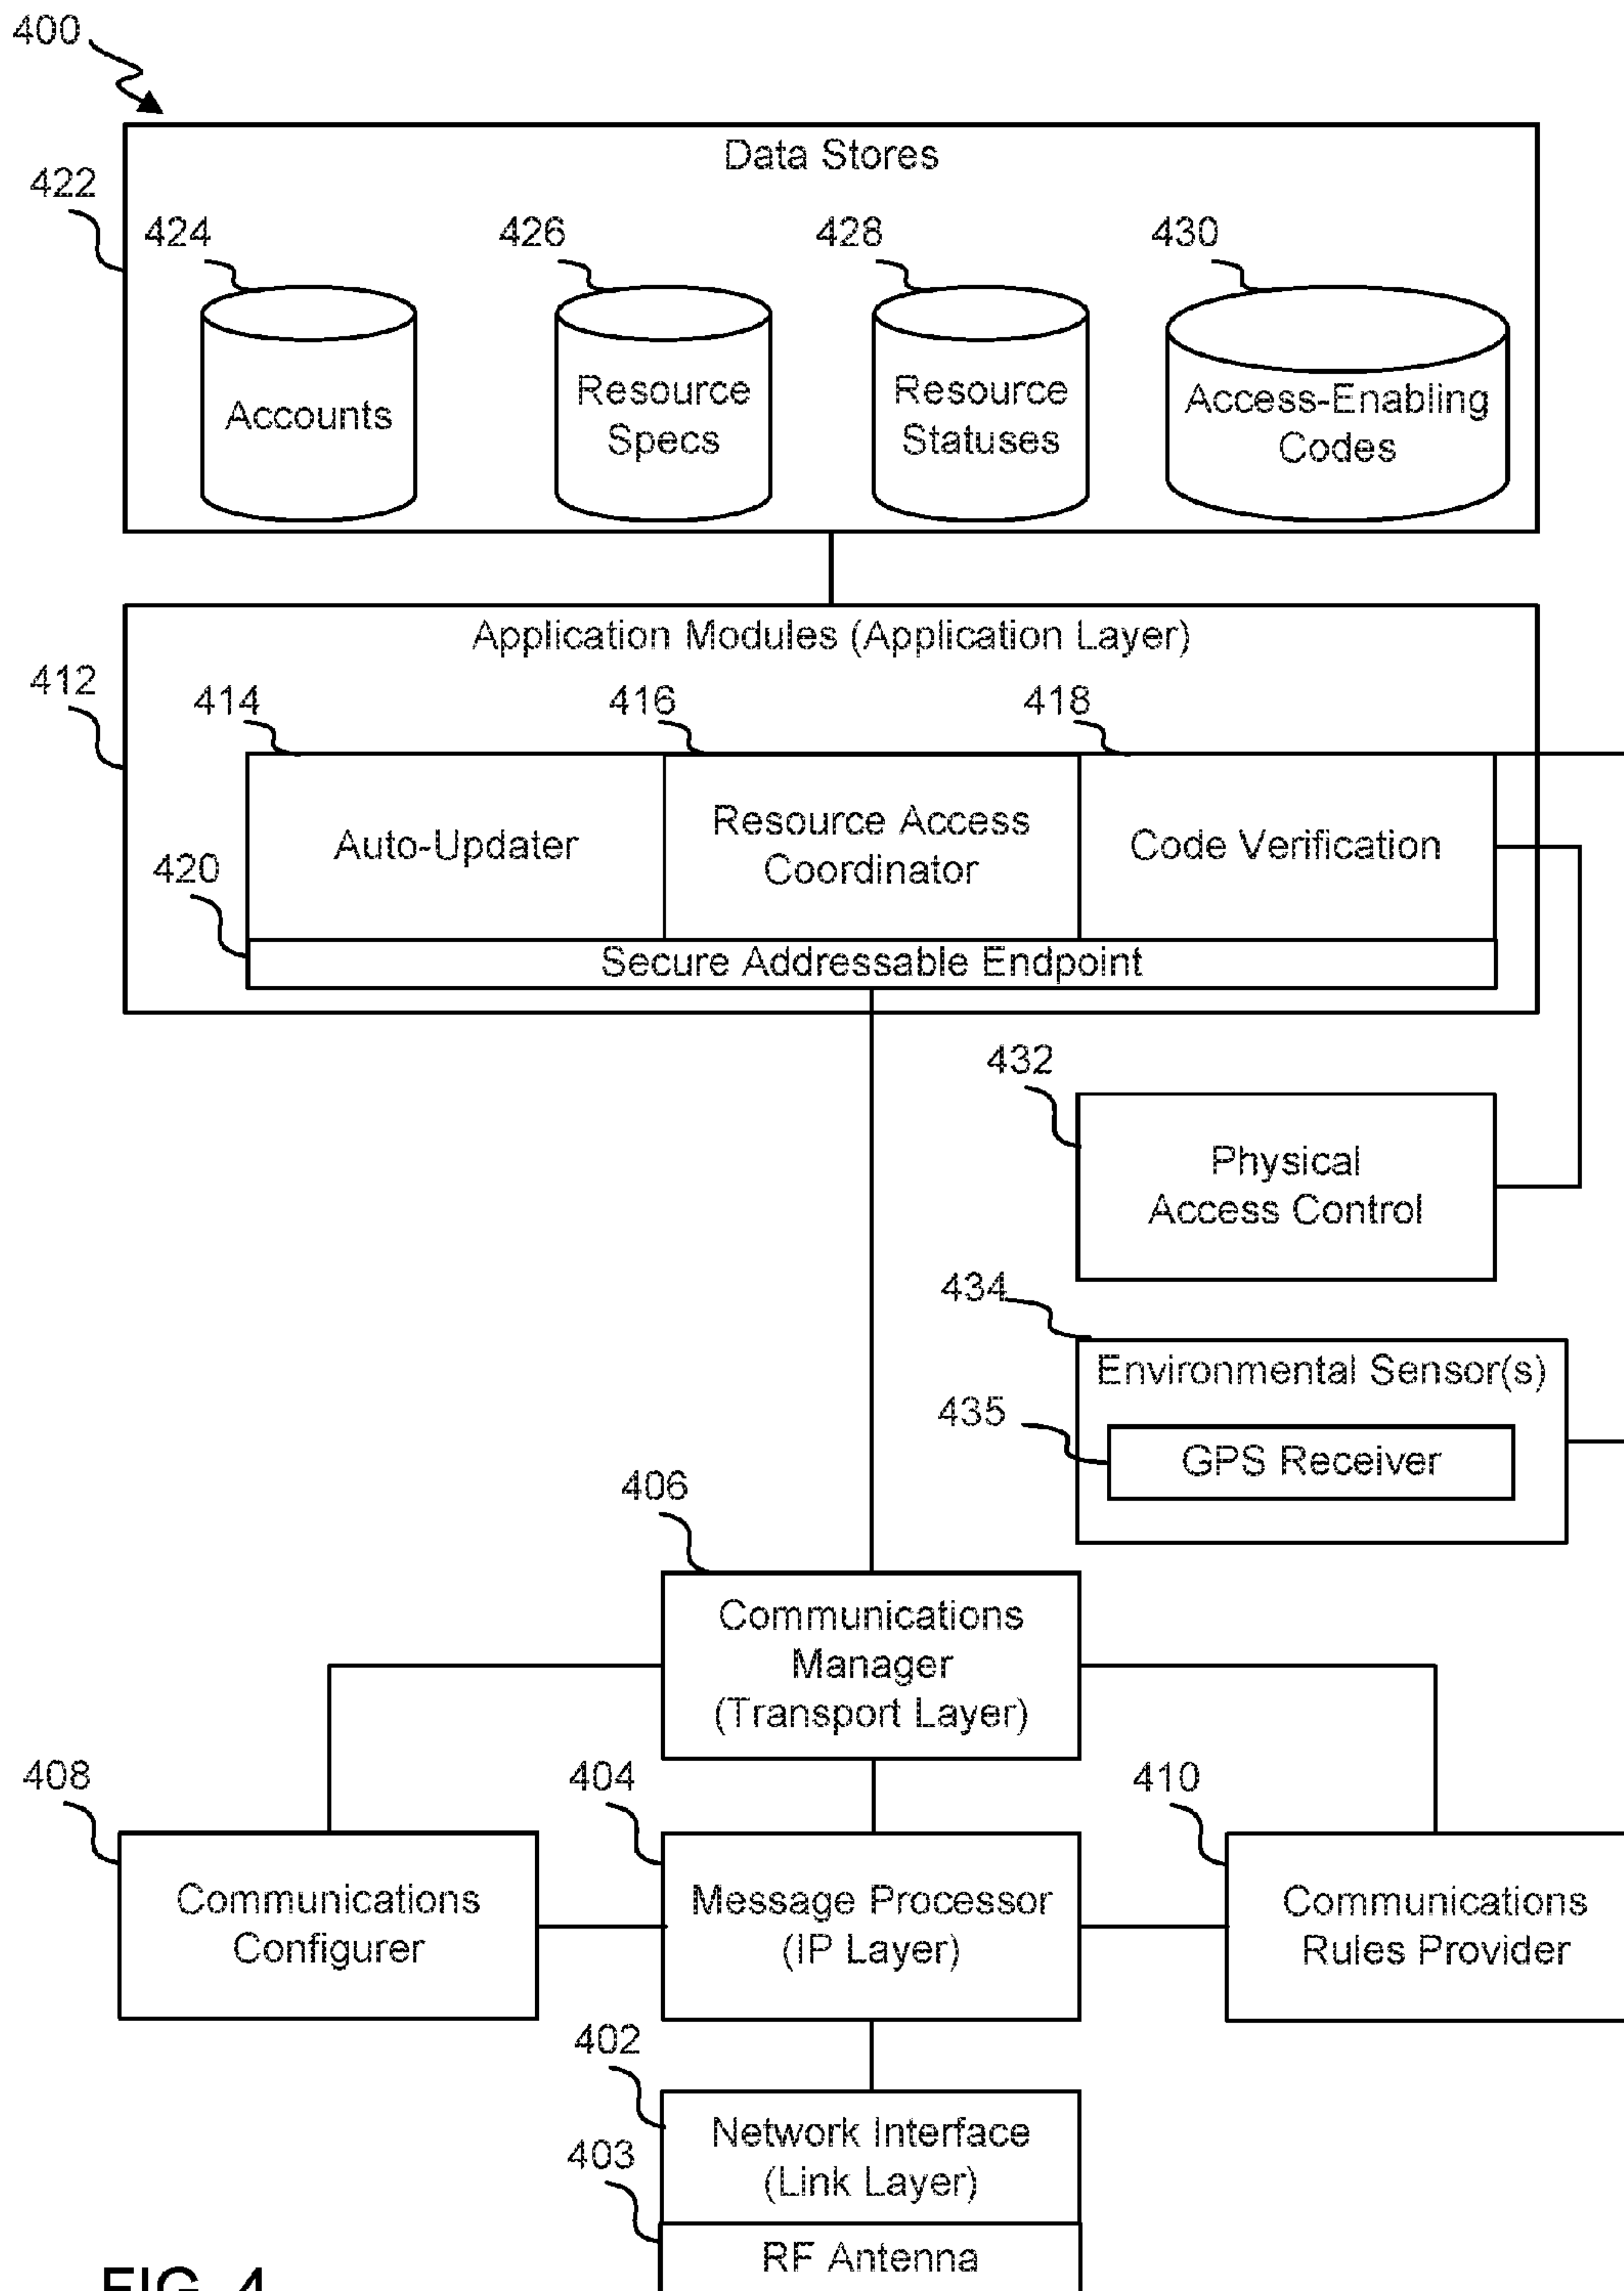 400
Data Stores
422
424
426
428
430
Accounts
Resource
Specs
Resource
Statuses
Access-Enabling
Codes
Application Modules (Application Layer)
412
414
416
418
Auto-Updater
Resource Access
Coordinator
Code Verification
420
Secure Addressable Endpoint
432
Physical
Access Control
434
Environmental Sensor(s)
435
GPS Receiver
406
Communications
Manager
(Transport Layer)
408
404
410
Communications
Configurer
Message Processor
(IP Layer)
Communications
Rules Provider
402
Network Interface
(Link Layer)
403
RF Antenna
FIG. 4